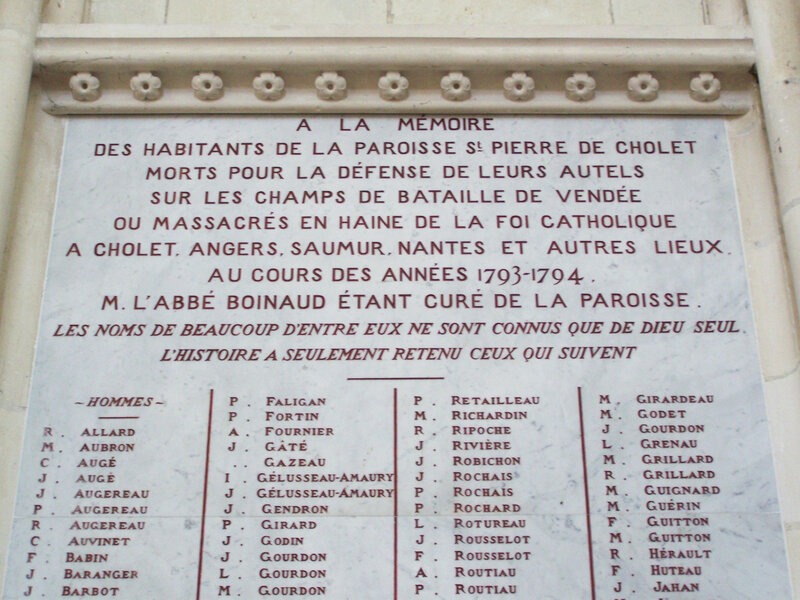 A LA MÉMOIRE
DES HABITANTS DE LA PAROISSE St PIERRE DE CHOLET
MORTS POUR LA DÉFENSE DE LEURS AUTELS
SUR LES CHAMPS DE BATAILLE DE VENDÉE
OU MASSACRÉS EN HAINE DE LA FOI CATHOLIQUE
A CHOLET, ANGERS, SAUMUR, NANTES ET AUTRES LIEUX.
AU COURS DES ANNÉES 1793-1794.
M. L'ABBÉ BOINAUD ÉTANT CURÉ DE LA PAROISSE.
LES NOMS DE BEAUCOUP D'ENTRE EUX NE SONT CONNUS QUE DE DIEU SEUL.
L'HISTOIRE A SEULEMENT RETENU CEUX QUI SUIVENT
-HOMMES-
R. ALLARD
M. AUBRON
C. AUGÉ
J. AUGÉ
J. AUGEREAU
P. AUGEREAU
R. AUGEREAU
C. AUVINET
F. BABIN
J. BARANGER
J. BARBOT
P. FALIGAN
P. FORTIN
A. FOURNIER
J. GÂTÉ
.. GAZEAU
I. GÉLUSSEAU-AMAURY
J. GÉLUSSEAU-AMAURY
J. GENDRON
P. GIRARD
J. GODIN
J. GOURDON
L. GOURDON
M. GOURDON
P. RETAILLEAU
M. RICHARDIN
R. RIPOCHE
J. RIVIÈRE
J. ROBICHON
J. ROCHAIS
P. ROCHAIS
P. ROCHARD
L. ROTUREAU
J. ROUSSELOT
F. ROUSSELOT
A. ROUTIAU
P. ROUTIAU
M. GIRARDEAU
M. GODET
J. GOURDON
L. GRENAU
M. GRILLARD
R. GRILLARD
M. GUIGNARD
M. GUÉRIN
F. GUITTON
M. GUITTON
R. HÉRAULT
F. HUTEAU
J. JAHAN